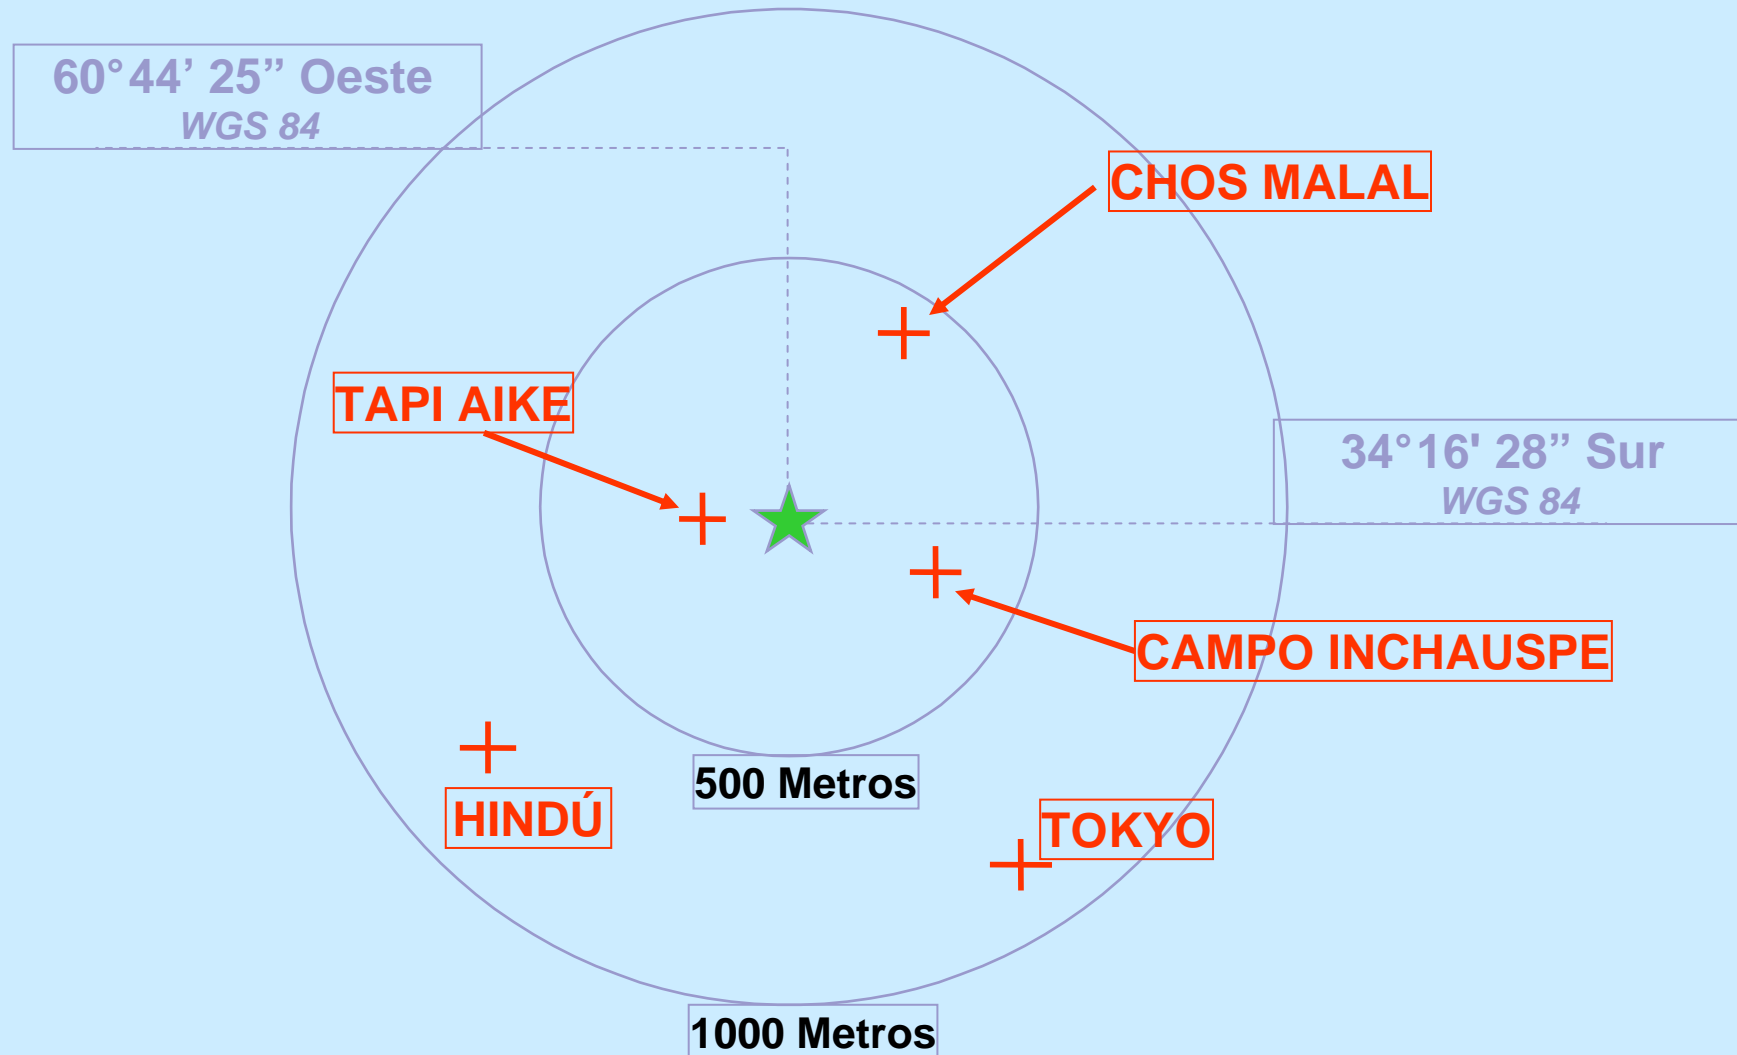 60°44’ 25” Oeste
WGS 84
CHOS MALAL
TAPI AIKE
34°16' 28” Sur
WGS 84
CAMPO INCHAUSPE
500 Metros
HINDÚ
TOKYO
1000 Metros